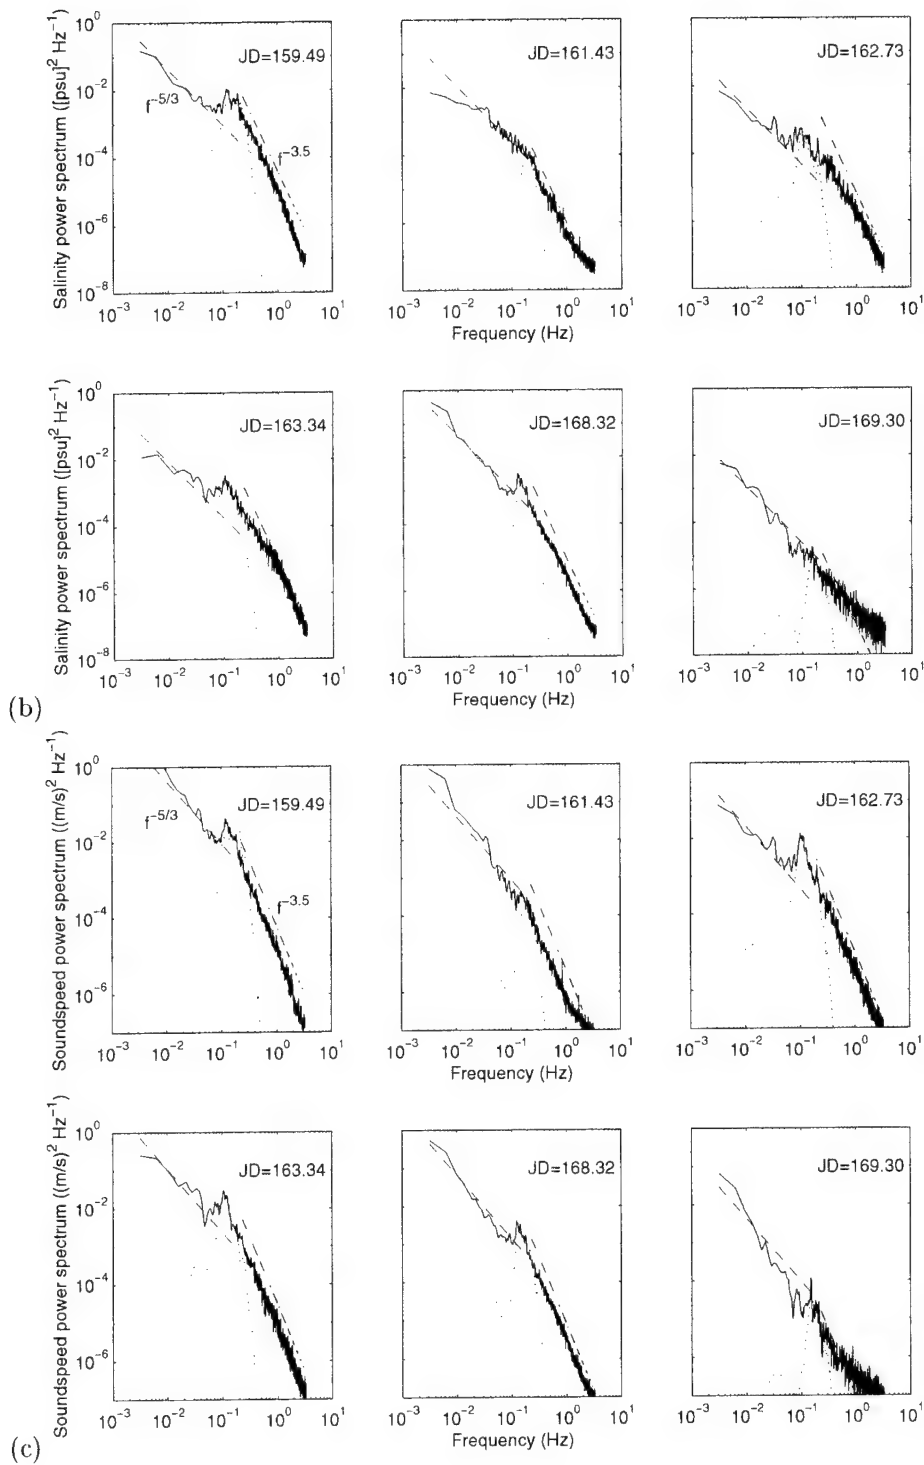 Salinity power spectrum ([psu]² Hz⁻¹)
10⁰
10⁻²
10⁻⁴
10⁻⁶
10⁻⁸
JD=159.49
f⁻⁵/³
f⁻³·⁵
10⁻³ 10⁻² 10⁻¹ 10⁰ 10¹
JD=161.43
10⁻³ 10⁻² 10⁻¹ 10⁰ 10¹
Frequency (Hz)
JD=162.73
10⁻³ 10⁻² 10⁻¹ 10⁰ 10¹
Salinity power spectrum ([psu]² Hz⁻¹)
10⁰
10⁻²
10⁻⁴
10⁻⁶
10⁻⁸
JD=163.34
10⁻³ 10⁻² 10⁻¹ 10⁰ 10¹
JD=168.32
10⁻³ 10⁻² 10⁻¹ 10⁰ 10¹
Frequency (Hz)
JD=169.30
10⁻³ 10⁻² 10⁻¹ 10⁰ 10¹
(b)
Soundspeed power spectrum ((m/s)² Hz⁻¹)
10⁰
10⁻²
10⁻⁴
10⁻⁶
JD=159.49
f⁻⁵/³
f⁻³·⁵
10⁻³ 10⁻² 10⁻¹ 10⁰ 10¹
JD=161.43
10⁻³ 10⁻² 10⁻¹ 10⁰ 10¹
Frequency (Hz)
JD=162.73
10⁻³ 10⁻² 10⁻¹ 10⁰ 10¹
Soundspeed power spectrum ((m/s)² Hz⁻¹)
10⁰
10⁻²
10⁻⁴
10⁻⁶
JD=163.34
10⁻³ 10⁻² 10⁻¹ 10⁰ 10¹
JD=168.32
10⁻³ 10⁻² 10⁻¹ 10⁰ 10¹
Frequency (Hz)
JD=169.30
10⁻³ 10⁻² 10⁻¹ 10⁰ 10¹
(c)